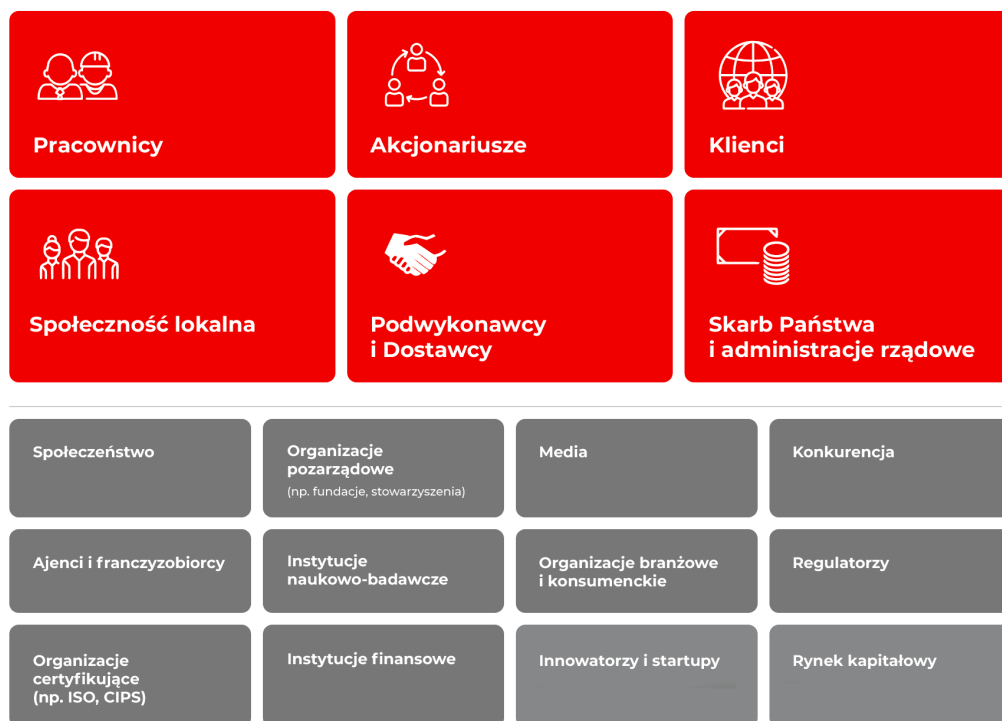 Pracownicy
Akcjonariusze
Klienci
Społeczność lokalna
Podwykonawcy
i Dostawcy
Skarb Państwa
i administracje rządowe
Społeczeństwo
Organizacje
pozarządowe
(np. fundacje, stowarzyszenia)
Media
Konkurencja
Ajenci i franczyzobiorcy
Instytucje
naukowo-badawcze
Organizacje branżowe
i konsumenckie
Regulatorzy
Organizacje
certyfikujące
(np. ISO, CIPS)
Instytucje finansowe
Innowatorzy i startupy
Rynek kapitałowy